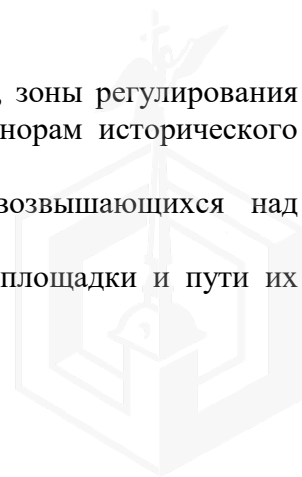 , зоны регулирования
норам исторического
возвышающихся над
площадки и пути их